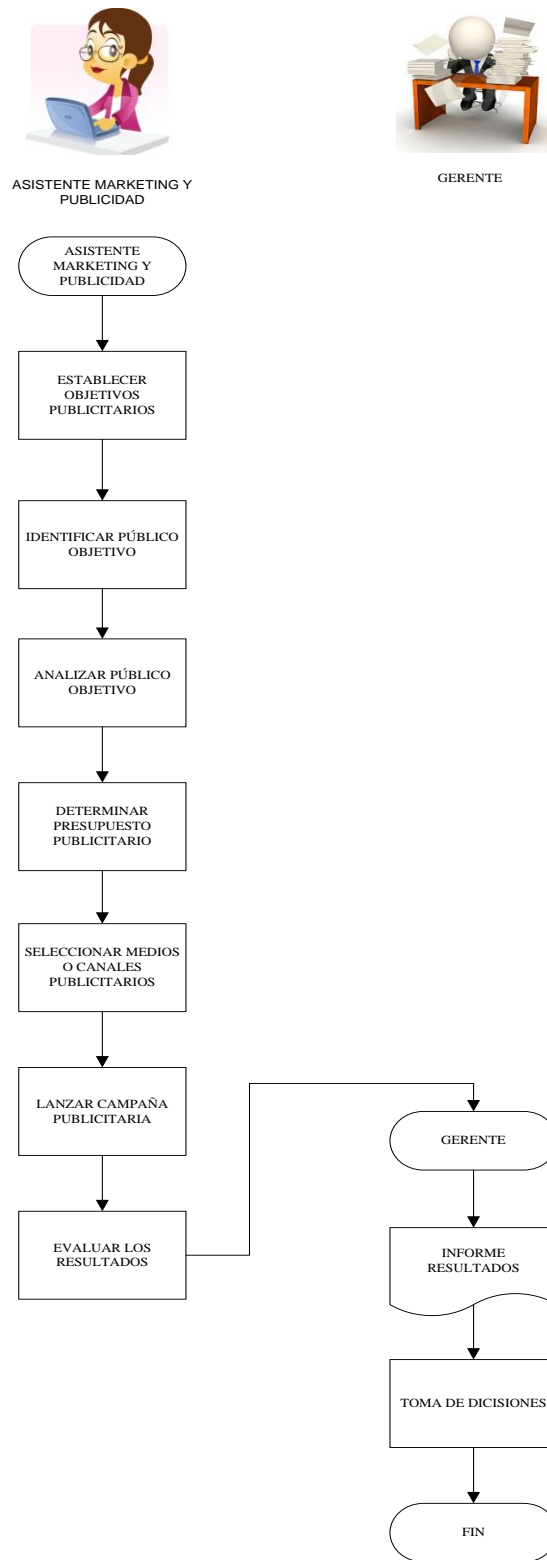 ASISTENTE MARKETING Y
PUBLICIDAD
GERENTE
ASISTENTE
MARKETING Y
PUBLICIDAD
ESTABLECER
OBJETIVOS
PUBLICITARIOS
IDENTIFICAR PÚBLICO
OBJETIVO
ANALIZAR PÚBLICO
OBJETIVO
DETERMINAR
PRESUPUESTO
PUBLICITARIO
SELECCIONAR MEDIOS
O CANALES
PUBLICITARIOS
LANZAR CAMPAÑA
PUBLICITARIA
EVALUAR LOS
RESULTADOS
GERENTE
INFORME
RESULTADOS
TOMA DE DICISIONES
FIN